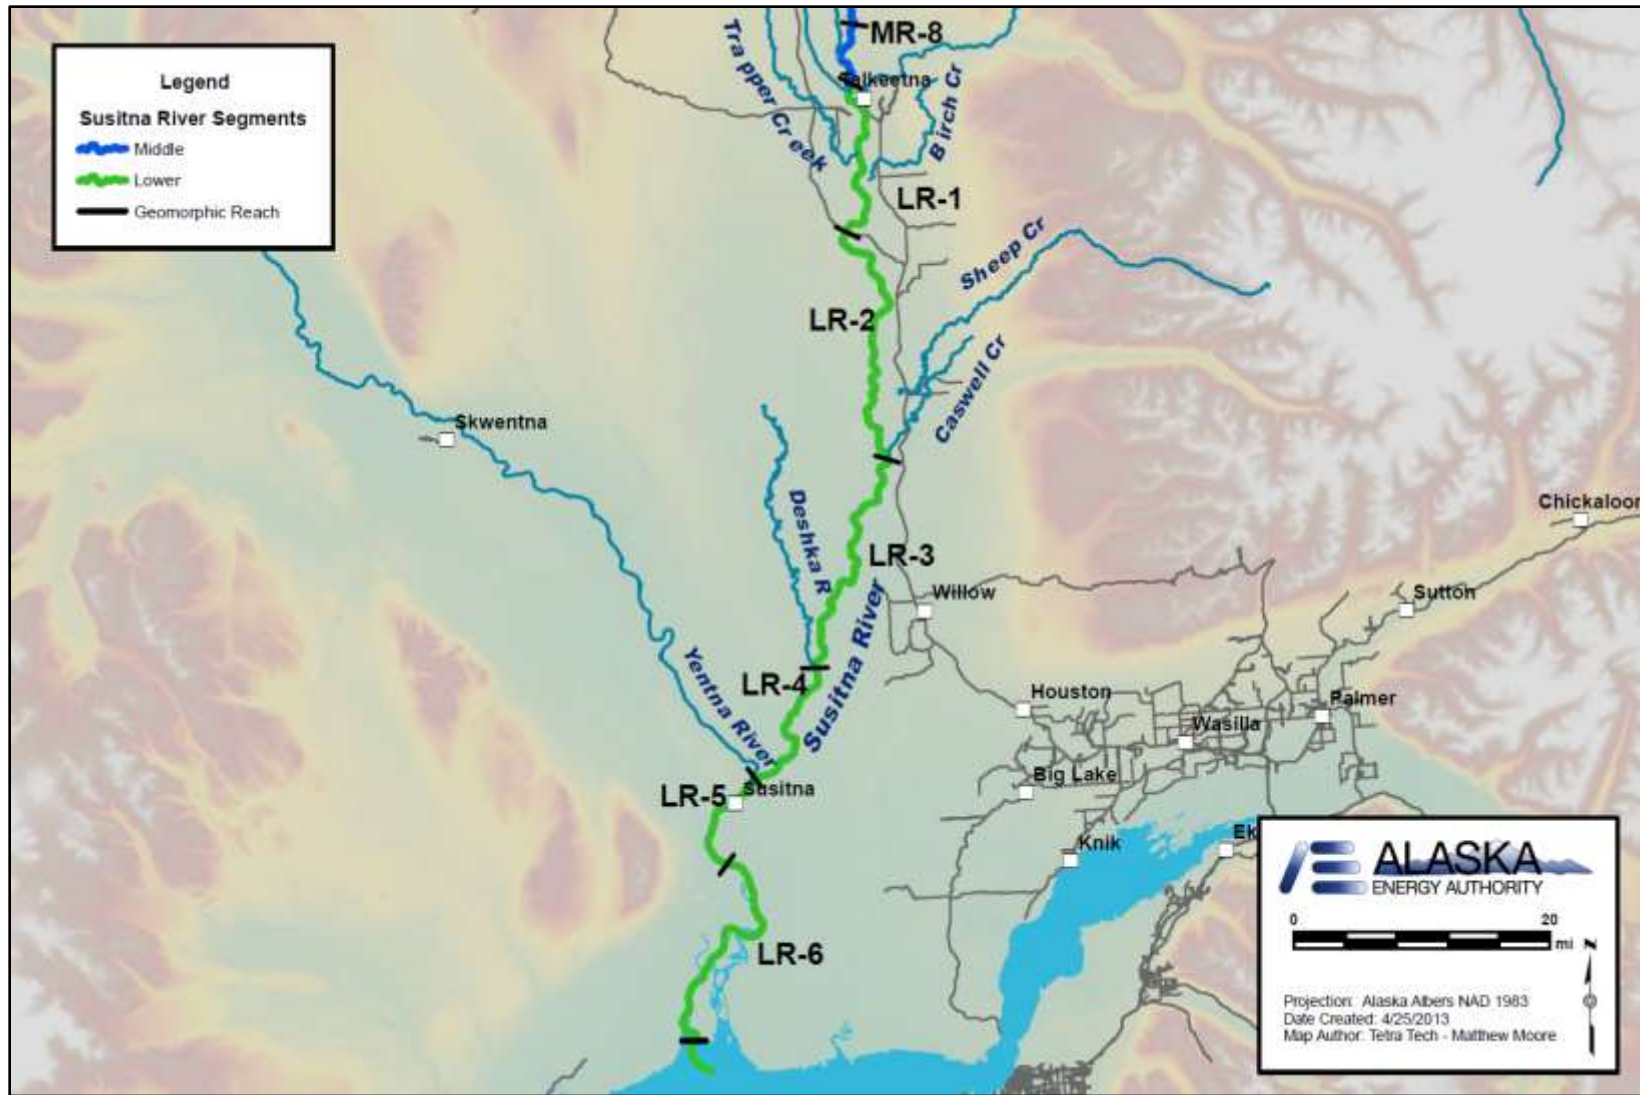 MR-8
Talkeetna
Trapper Creek
Birch Cr
Legend
Susitna River Segments
Middle
Lower
Geomorphic Reach
LR-1
Sheep Cr
LR-2
Caswell Cr
Skwentna
Deshka R
Chickaloon
LR-3
Willow
Sutton
Susitna River
Yentna River
LR-4
Houston
Palmer
Wasilla
Big Lake
LR-5
Susitna
Knik
Ek
LR-6
ALASKA
ENERGY AUTHORITY
0 20
mi
N
Projection: Alaska Albers NAD 1983
Date Created: 4/25/2013
Map Author: Tetra Tech - Matthew Moore